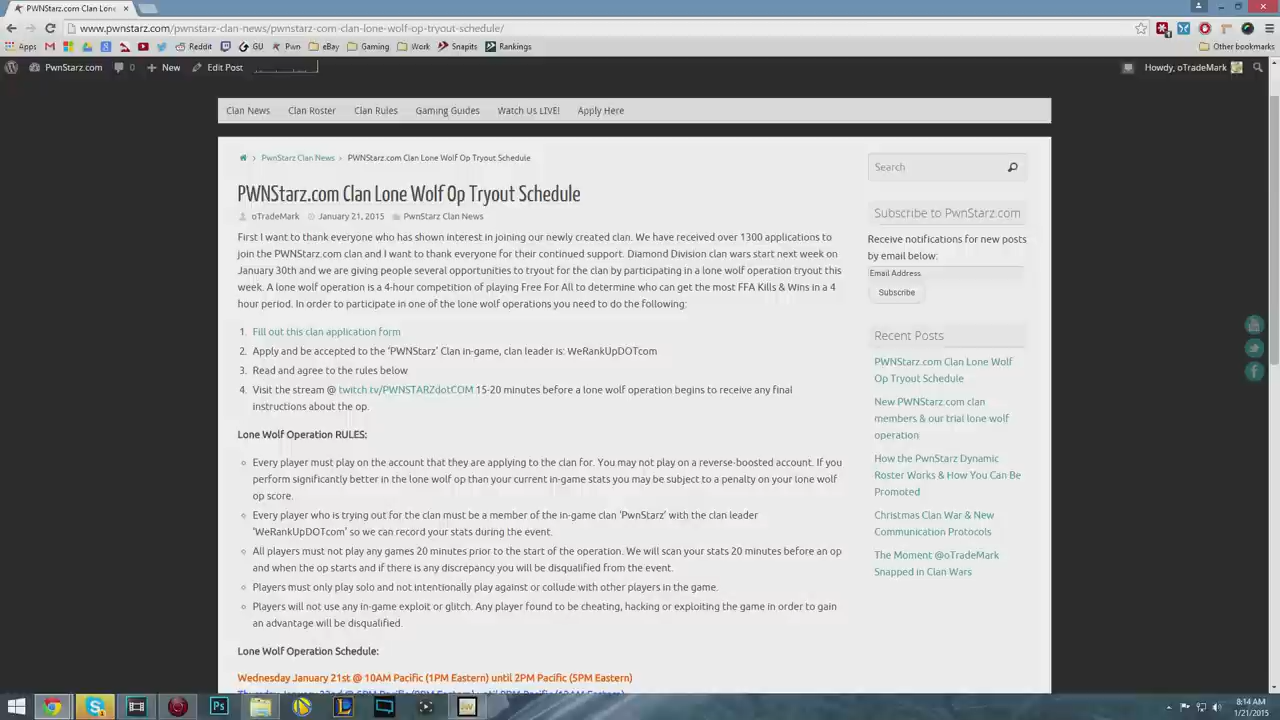 PWNStarz.com Clan Lone
www.pwnstarz.com/pwnstarz-clan-news/pwnstarz-com-clan-lone-wolf-op-tryout-schedule/
Apps Reddit GU Pwn eBay Gaming Work Snapits Rankings Other bookmarks
PwnStarz.com 0 New Edit Post Howdy, oTradeMark
Clan News Clan Roster Clan Rules Gaming Guides Watch Us LIVE! Apply Here
PwnStarz Clan News › PWNStarz.com Clan Lone Wolf Op Tryout Schedule
Search
PWNStarz.com Clan Lone Wolf Op Tryout Schedule
oTradeMark January 21, 2015 PwnStarz Clan News
First I want to thank everyone who has shown interest in joining our newly created clan. We have received over 1300 applications to
join the PWNStarz.com clan and I want to thank everyone for their continued support. Diamond Division clan wars start next week on
January 30th and we are giving people several opportunities to tryout for the clan by participating in a lone wolf operation tryout this
week. A lone wolf operation is a 4-hour competition of playing Free For All to determine who can get the most FFA Kills & Wins in a 4
hour period. In order to participate in one of the lone wolf operations you need to do the following:
1. Fill out this clan application form
2. Apply and be accepted to the 'PWNStarz' Clan in-game, clan leader is: WeRankUpDOTcom
3. Read and agree to the rules below
4. Visit the stream @ twitch.tv/PWNSTARZdotCOM 15-20 minutes before a lone wolf operation begins to receive any final
instructions about the op.
Lone Wolf Operation RULES:
Every player must play on the account that they are applying to the clan for. You may not play on a reverse-boosted account. If you
perform significantly better in the lone wolf op than your current in-game stats you may be subject to a penalty on your lone wolf
op score.
Every player who is trying out for the clan must be a member of the in-game clan 'PwnStarz' with the clan leader
'WeRankUpDOTcom' so we can record your stats during the event.
All players must not play any games 20 minutes prior to the start of the operation. We will scan your stats 20 minutes before an op
and when the op starts and if there is any discrepancy you will be disqualified from the event.
Players must only play solo and not intentionally play against or collude with other players in the game.
Players will not use any in-game exploit or glitch. Any player found to be cheating, hacking or exploiting the game in order to gain
an advantage will be disqualified.
Lone Wolf Operation Schedule:
Wednesday January 21st @ 10AM Pacific (1PM Eastern) until 2PM Pacific (5PM Eastern)
Subscribe to PwnStarz.com
Receive notifications for new posts
by email below:
Email Address
Subscribe
Recent Posts
PWNStarz.com Clan Lone Wolf
Op Tryout Schedule
New PWNStarz.com clan
members & our trial lone wolf
operation
How the PwnStarz Dynamic
Roster Works & How You Can Be
Promoted
Christmas Clan War & New
Communication Protocols
The Moment @oTradeMark
Snapped in Clan Wars
8:14 AM
1/21/2015